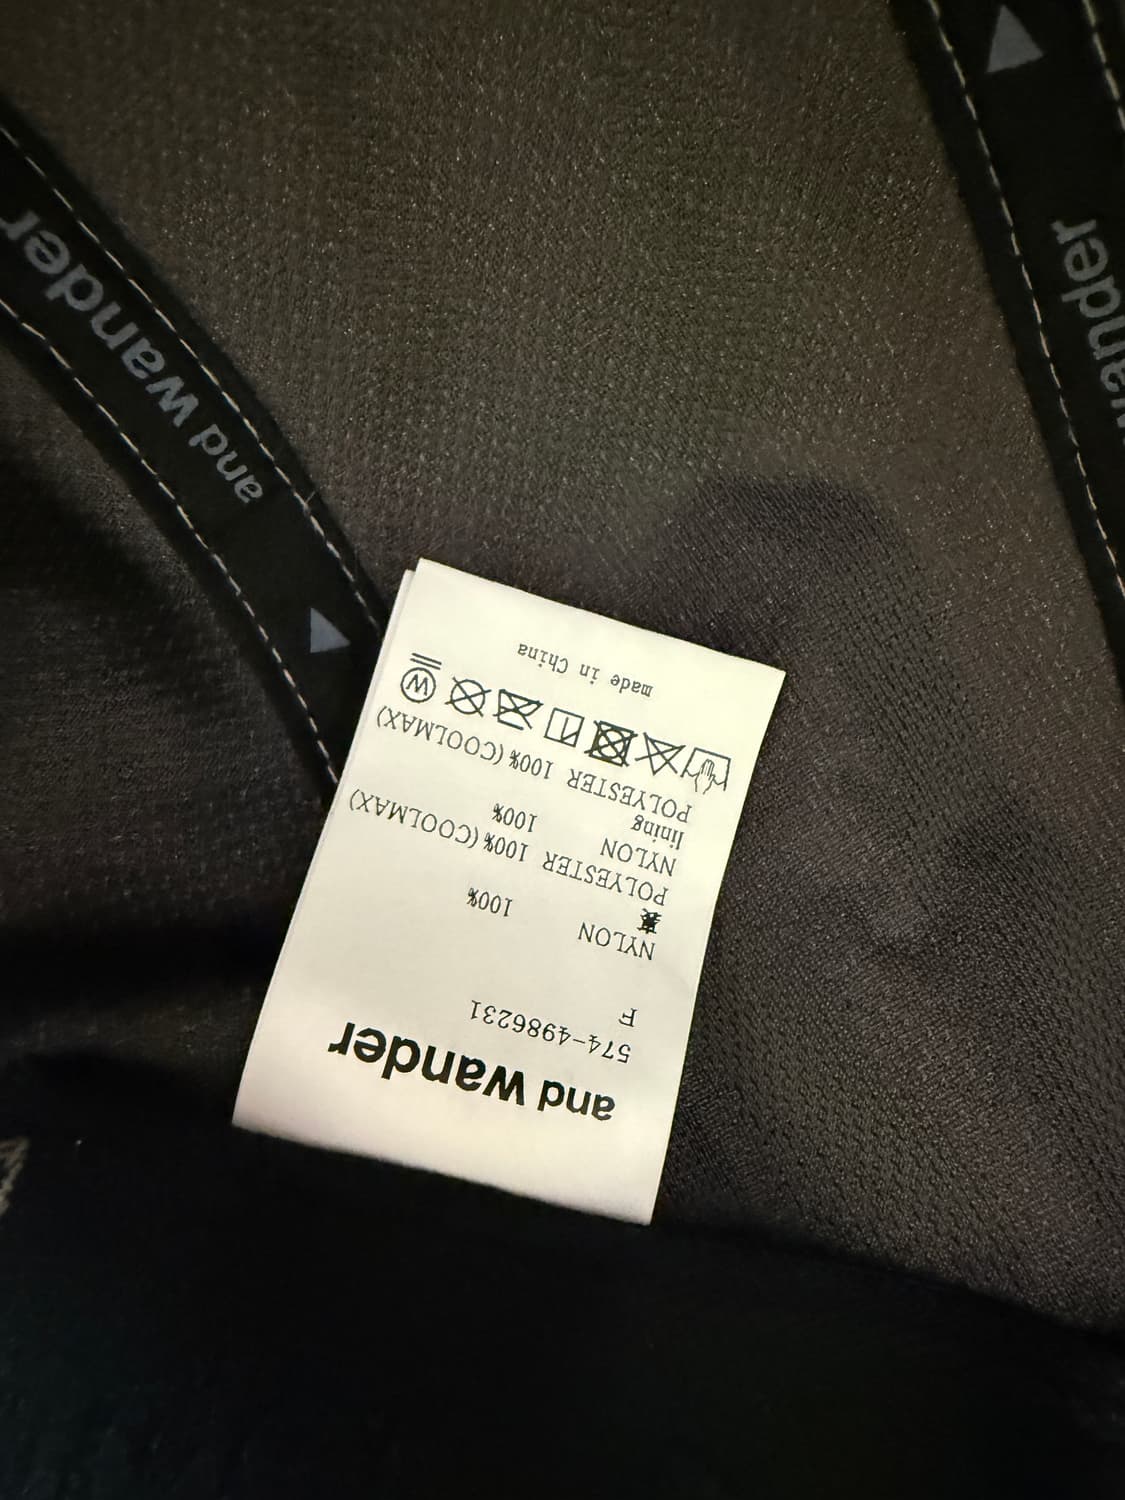 and wander
574-4986231
F
NYLON 100%
裏
POLYESTER 100%(COOLMAX)
NYLON 100%
lining
POLYESTER 100%(COOLMAX)
W
made in China
and wander
wander